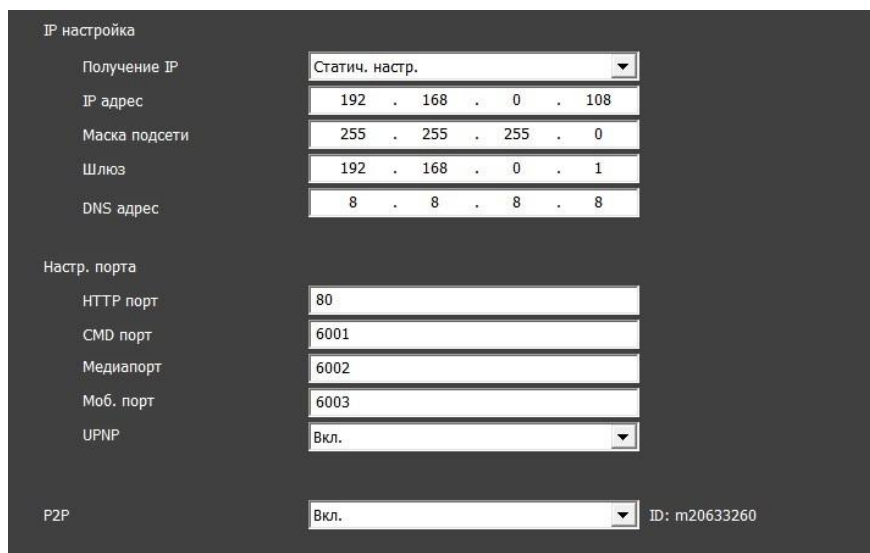 IP настройка
Получение IP Статич. настр.
IP адрес 192 . 168 . 0 . 108
Маска подсети 255 . 255 . 255 . 0
Шлюз 192 . 168 . 0 . 1
DNS адрес 8 . 8 . 8 . 8
Настр. порта
HTTP порт 80
CMD порт 6001
Медиапорт 6002
Моб. порт 6003
UPNP Вкл.
P2P Вкл. ID: m20633260